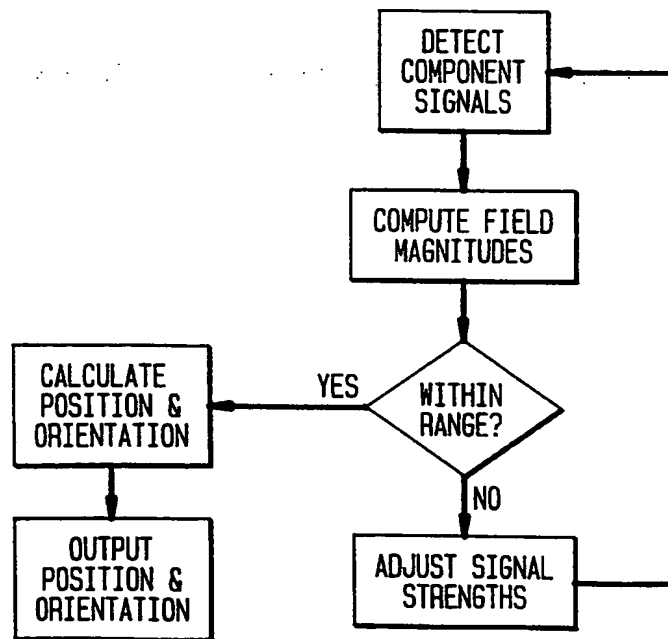 DETECT
COMPONENT
SIGNALS
COMPUTE FIELD
MAGNITUDES
WITHIN
RANGE?
YES
CALCULATE
POSITION &
ORIENTATION
OUTPUT
POSITION &
ORIENTATION
NO
ADJUST SIGNAL
STRENGTHS